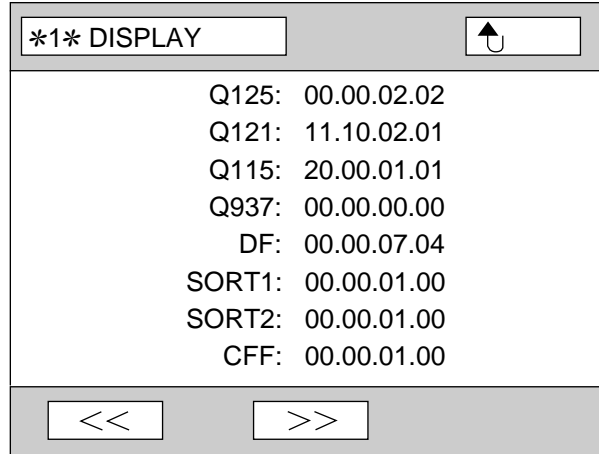 *1* DISPLAY
Q125: 00.00.02.02
Q121: 11.10.02.01
Q115: 20.00.01.01
Q937: 00.00.00.00
DF: 00.00.07.04
SORT1: 00.00.01.00
SORT2: 00.00.01.00
CFF: 00.00.01.00
<< >>